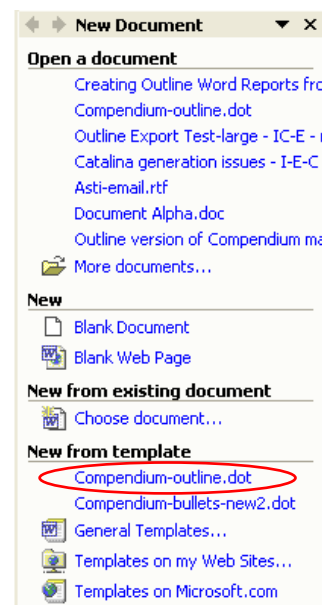 New Document
Open a document
Creating Outline Word Reports fro
Compendium-outline.dot
Outline Export Test-large - IC-E -
Catalina generation issues - I-E-C
Asti-email.rtf
Document Alpha.doc
Outline version of Compendium ma
More documents...
New
Blank Document
Blank Web Page
New from existing document
Choose document...
New from template
Compendium-outline.dot
Compendium-bullets-new2.dot
General Templates...
Templates on my Web Sites...
Templates on Microsoft.com